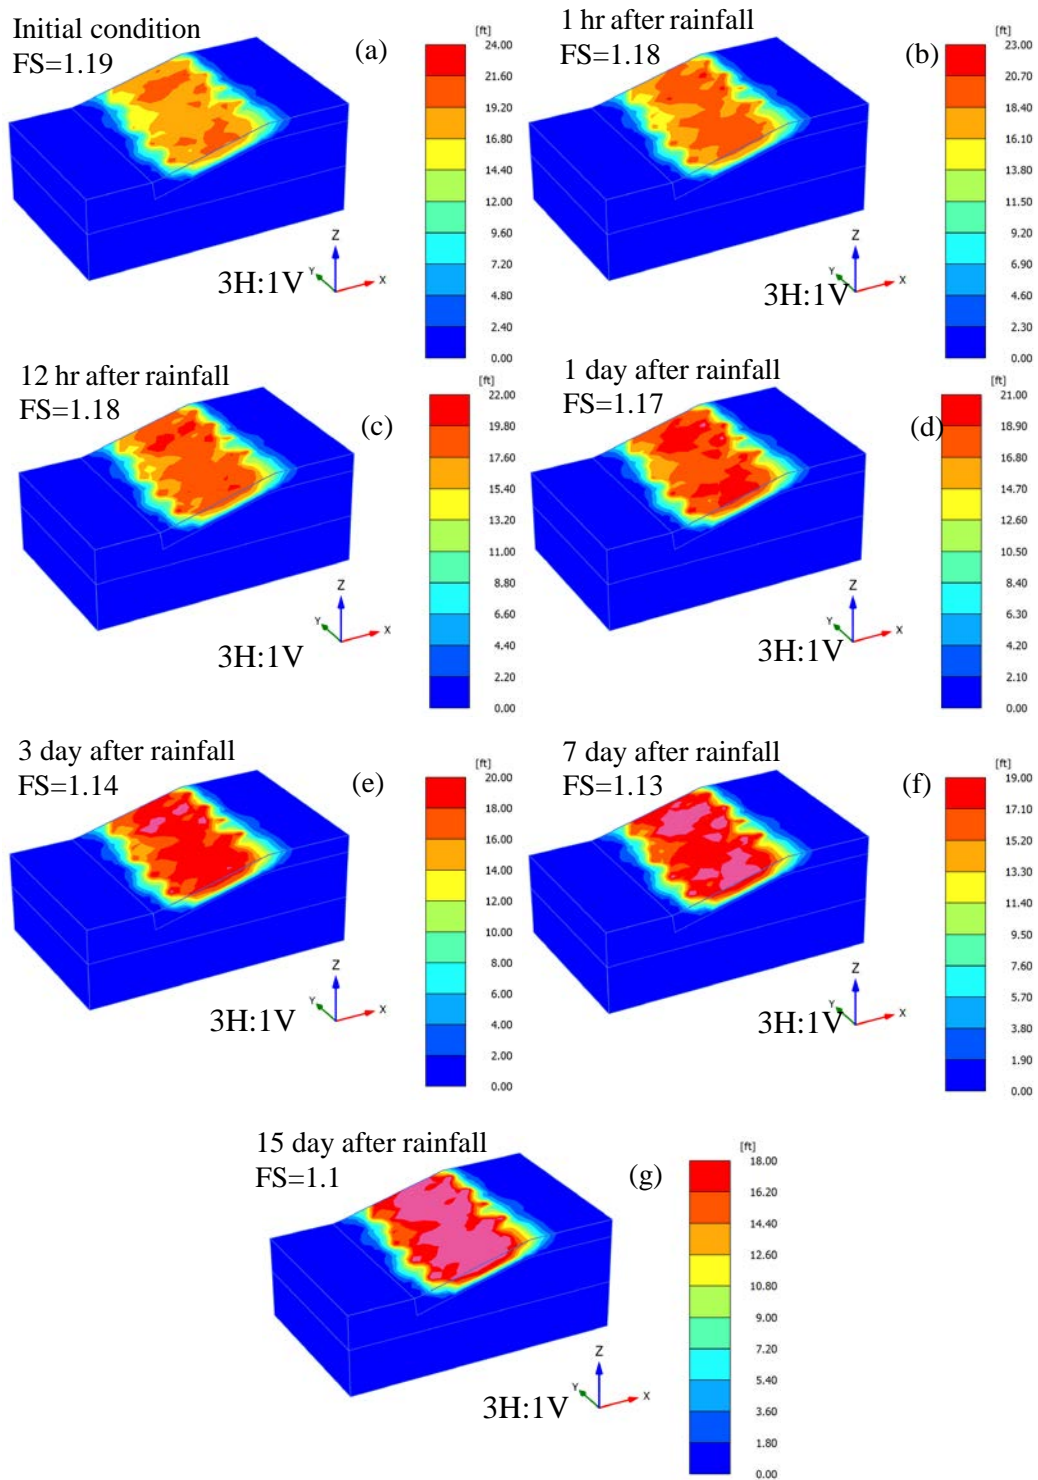 Initial condition
FS=1.19
(a)
[ft]
24.00
21.60
19.20
16.80
14.40
12.00
9.60
7.20
4.80
2.40
0.00
Z
Y
X
3H:1V
1 hr after rainfall
FS=1.18
(b)
[ft]
23.00
20.70
18.40
16.10
13.80
11.50
9.20
6.90
4.60
2.30
0.00
Z
Y
X
3H:1V
12 hr after rainfall
FS=1.18
(c)
[ft]
22.00
19.80
17.60
15.40
13.20
11.00
8.80
6.60
4.40
2.20
0.00
Z
Y
X
3H:1V
1 day after rainfall
FS=1.17
(d)
[ft]
21.00
18.90
16.80
14.70
12.60
10.50
8.40
6.30
4.20
2.10
0.00
Z
Y
X
3H:1V
3 day after rainfall
FS=1.14
(e)
[ft]
20.00
18.00
16.00
14.00
12.00
10.00
8.00
6.00
4.00
2.00
0.00
Z
Y
X
3H:1V
7 day after rainfall
FS=1.13
(f)
[ft]
19.00
17.10
15.20
13.30
11.40
9.50
7.60
5.70
3.80
1.90
0.00
Z
Y
X
3H:1V
15 day after rainfall
FS=1.1
(g)
[ft]
18.00
16.20
14.40
12.60
10.80
9.00
7.20
5.40
3.60
1.80
0.00
Z
Y
X
3H:1V